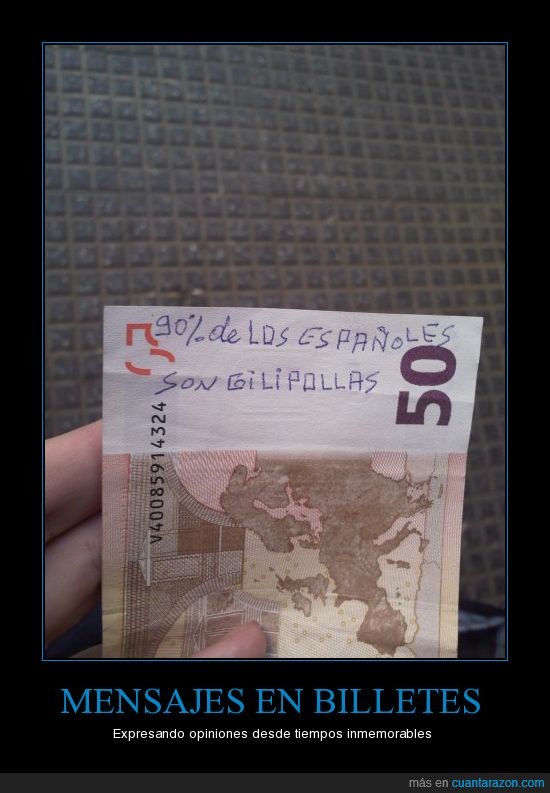 90% de LOS ESPAÑOLES
SON GILIPOLLAS
50
V40085914324
MENSAJES EN BILLETES
Expresando opiniones desde tiempos inmemorables
más en cuantarazon.com